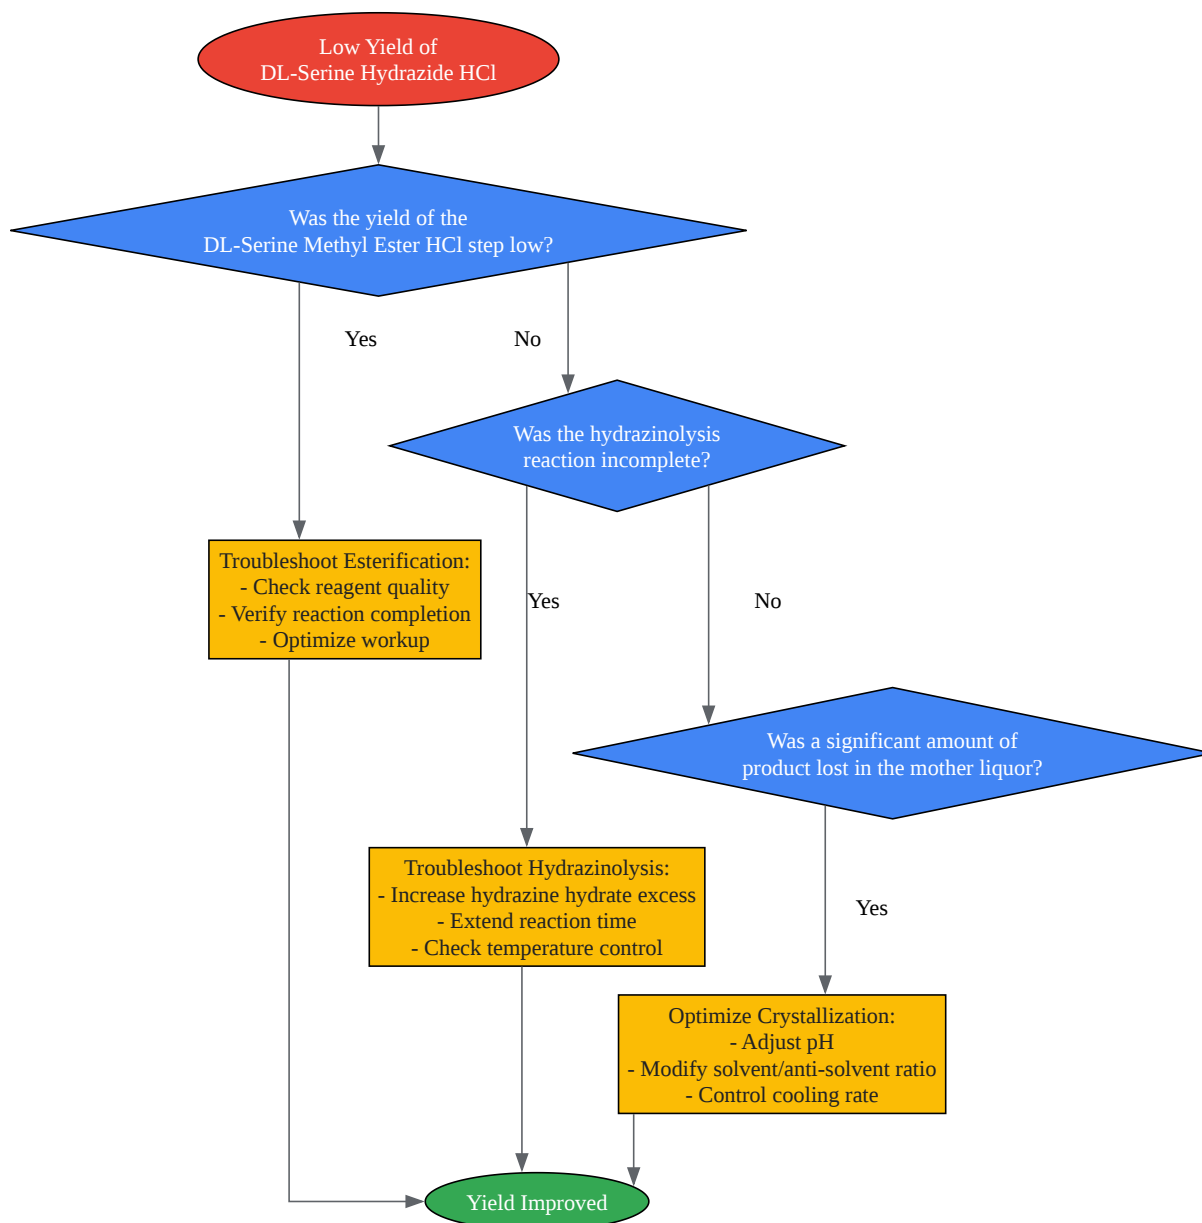 Low Yield of
DL-Serine Hydrazide HCl
Was the yield of the
DL-Serine Methyl Ester HCl step low?
Yes
No
Was the hydrazinolysis
reaction incomplete?
Troubleshoot Esterification:
- Check reagent quality
- Verify reaction completion
- Optimize workup
Yes
No
Was a significant amount of
product lost in the mother liquor?
Troubleshoot Hydrazinolysis:
- Increase hydrazine hydrate excess
- Extend reaction time
- Check temperature control
Yes
Optimize Crystallization:
- Adjust pH
- Modify solvent/anti-solvent ratio
- Control cooling rate
Yield Improved